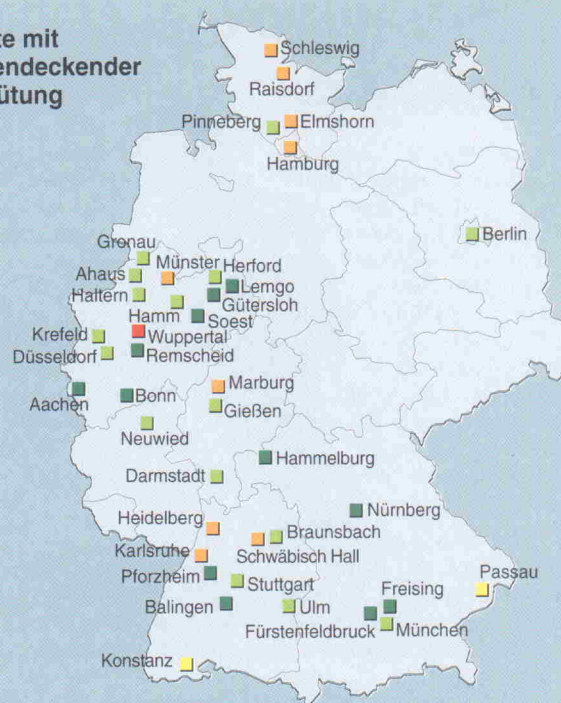 te mit
endeckender
ütung
Schleswig
Raisdorf
Pinneberg
Elmshorn
Hamburg
Berlin
Gronau
Ahaus
Münster
Herford
Lemgo
Haltern
Gütersloh
Hamm
Soest
Krefeld
Wuppertal
Düsseldorf
Remscheid
Marburg
Aachen
Bonn
Gießen
Neuwied
Hammelburg
Darmstadt
Nürnberg
Heidelberg
Braunsbach
Karlsruhe
Schwäbisch Hall
Pforzheim
Stuttgart
Passau
Balingen
Ulm
Freising
Fürstenfeldbruck
München
Konstanz